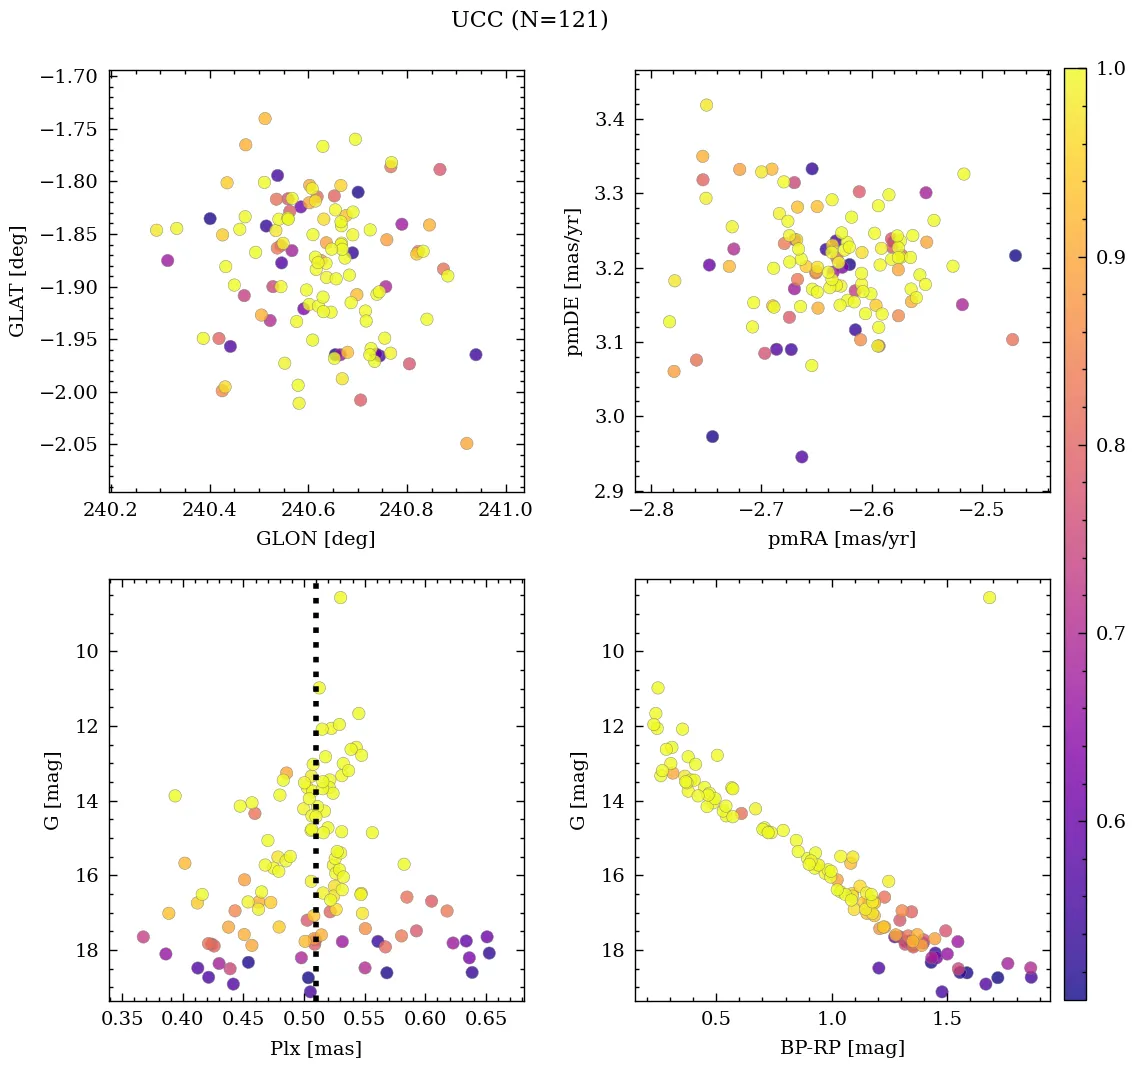 UCC (N=121)
−1.70
−1.75
−1.80
−1.85
−1.90
−1.95
−2.00
−2.05
GLAT [deg]
240.2 240.4 240.6 240.8 241.0
GLON [deg]
3.4
3.3
3.2
3.1
3.0
2.9
pmDE [mas/yr]
−2.8 −2.7 −2.6 −2.5
pmRA [mas/yr]
1.0
0.9
0.8
0.7
0.6
10
12
14
16
18
G [mag]
0.35 0.40 0.45 0.50 0.55 0.60 0.65
Plx [mas]
10
12
14
16
18
G [mag]
0.5 1.0 1.5
BP-RP [mag]